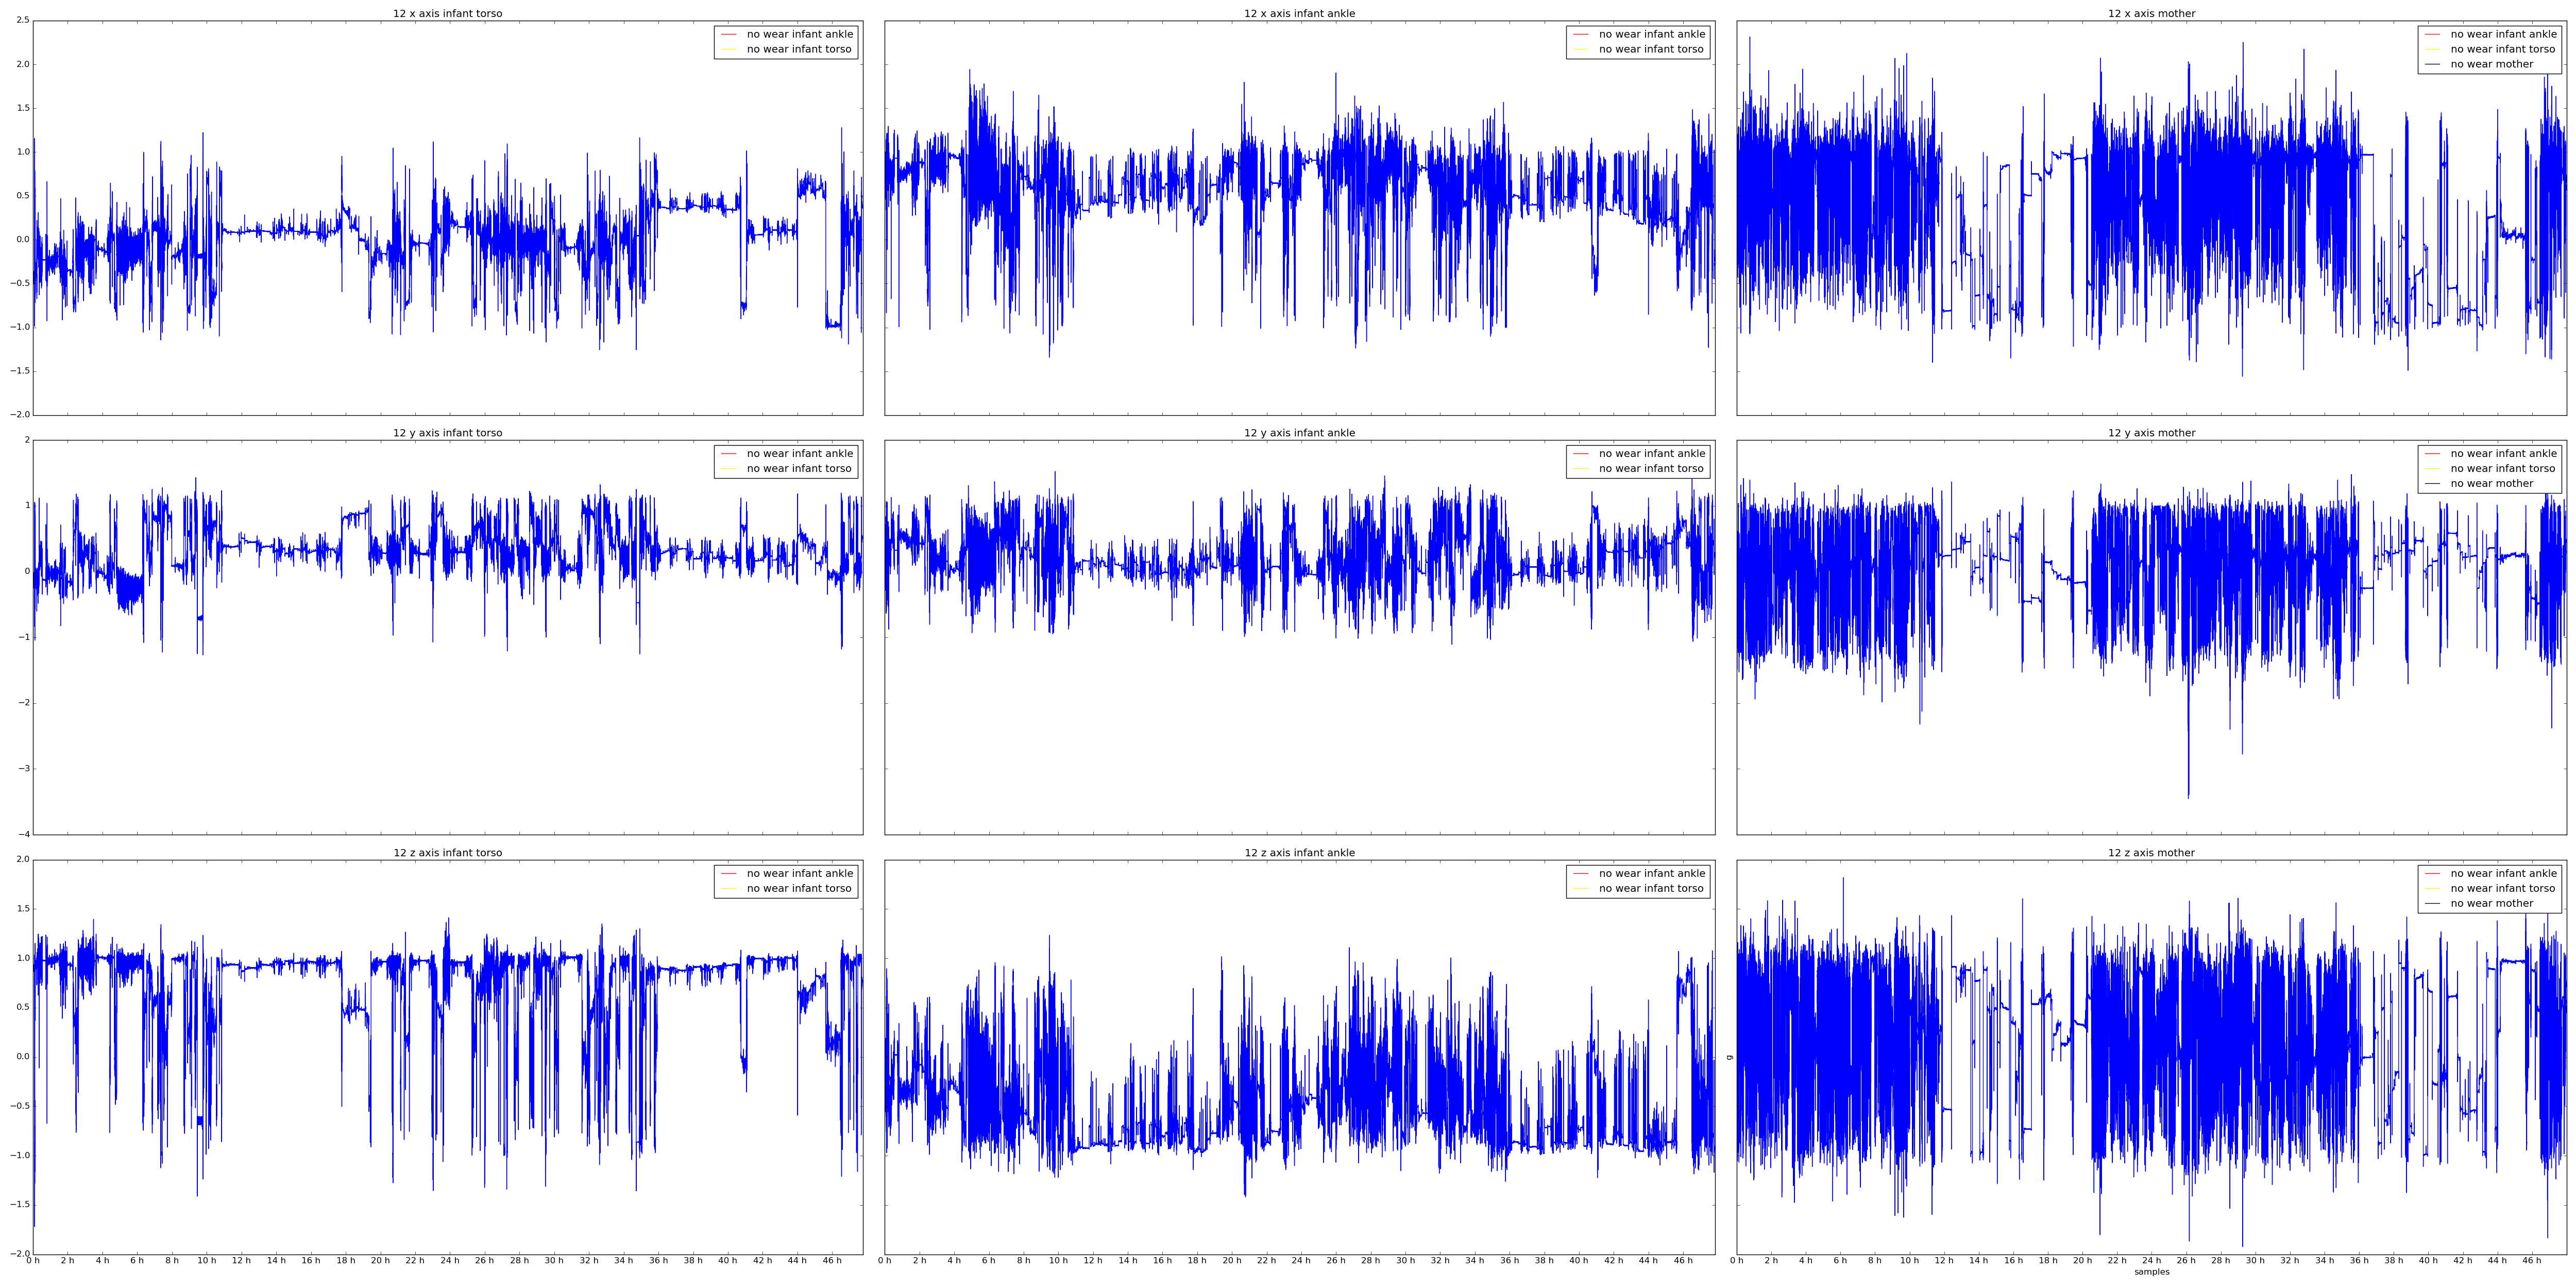 12 x axis infant torso
12 x axis infant ankle
12 x axis mother
2.5
2.0
1.5
1.0
0.5
0.0
−0.5
−1.0
−1.5
−2.0
no wear infant ankle
no wear infant torso
no wear infant ankle
no wear infant torso
no wear infant ankle
no wear infant torso
no wear mother
12 y axis infant torso
12 y axis infant ankle
12 y axis mother
2
1
0
−1
−2
−3
−4
no wear infant ankle
no wear infant torso
no wear infant ankle
no wear infant torso
no wear infant ankle
no wear infant torso
no wear mother
12 z axis infant torso
12 z axis infant ankle
12 z axis mother
2.0
1.5
1.0
0.5
0.0
−0.5
−1.0
−1.5
−2.0
no wear infant ankle
no wear infant torso
no wear infant ankle
no wear infant torso
no wear infant ankle
no wear infant torso
no wear mother
g
0 h 2 h 4 h 6 h 8 h 10 h 12 h 14 h 16 h 18 h 20 h 22 h 24 h 26 h 28 h 30 h 32 h 34 h 36 h 38 h 40 h 42 h 44 h 46 h
0 h 2 h 4 h 6 h 8 h 10 h 12 h 14 h 16 h 18 h 20 h 22 h 24 h 26 h 28 h 30 h 32 h 34 h 36 h 38 h 40 h 42 h 44 h 46 h
0 h 2 h 4 h 6 h 8 h 10 h 12 h 14 h 16 h 18 h 20 h 22 h 24 h 26 h 28 h 30 h 32 h 34 h 36 h 38 h 40 h 42 h 44 h 46 h
samples